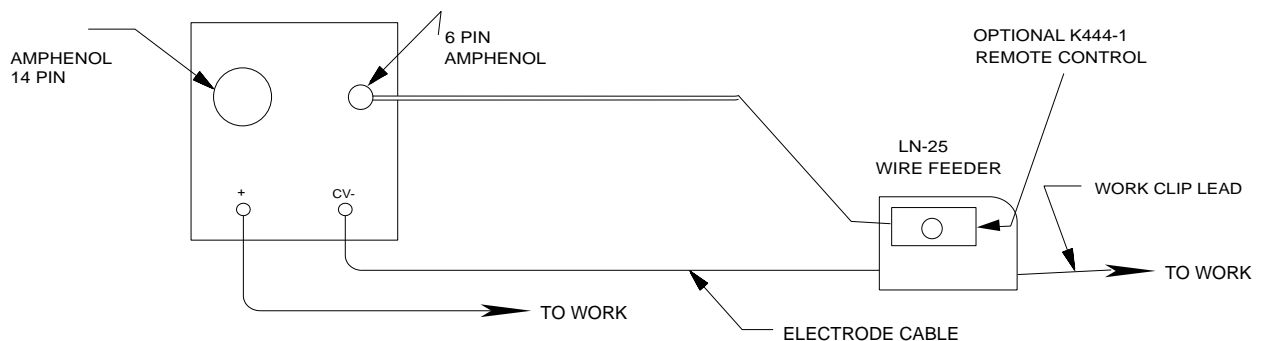 AMPHENOL
14 PIN
6 PIN
AMPHENOL
OPTIONAL K444-1
REMOTE CONTROL
LN-25
WIRE FEEDER
+
CV-
WORK CLIP LEAD
TO WORK
TO WORK
ELECTRODE CABLE